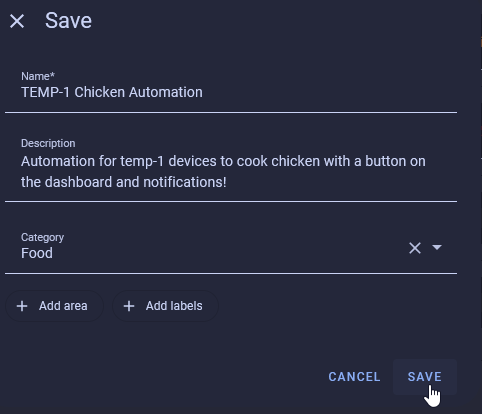 Save
Name*
TEMP-1 Chicken Automation
Description
Automation for temp-1 devices to cook chicken with a button on
the dashboard and notifications!
Category
Food
Add area
Add labels
CANCEL
SAVE